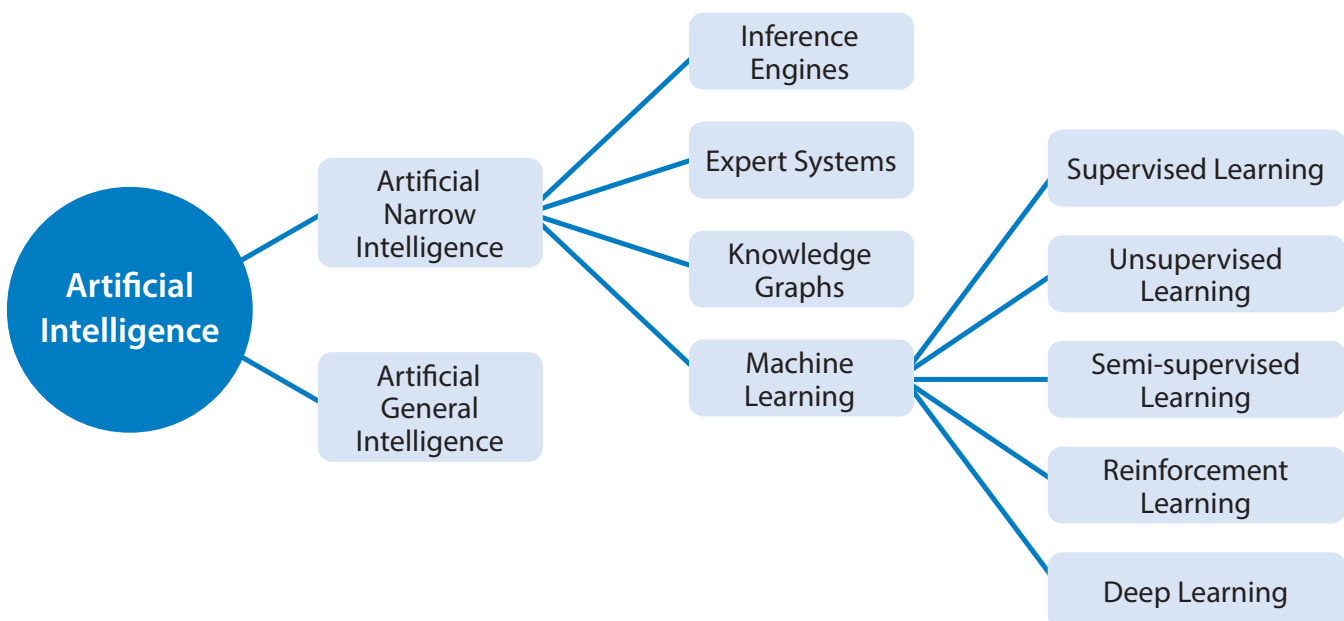 Artificial
Intelligence
Artificial
Narrow
Intelligence
Artificial
General
Intelligence
Inference
Engines
Expert Systems
Knowledge
Graphs
Machine
Learning
Supervised Learning
Unsupervised
Learning
Semi-supervised
Learning
Reinforcement
Learning
Deep Learning